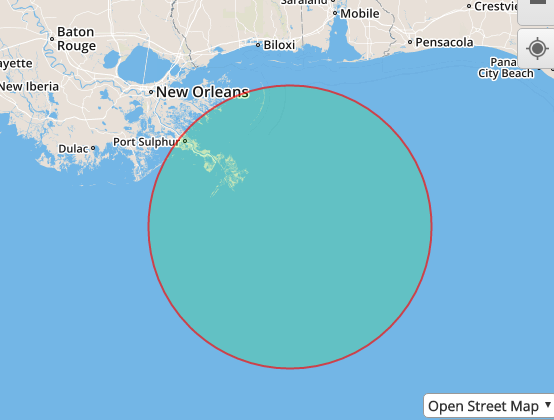 Saraland
Mobile
Crestvie
Baton
Rouge
Biloxi
Pensacola
ayette
Pana
City Beach
New Iberia
New Orleans
Port Sulphur
Dulac
Open Street Map